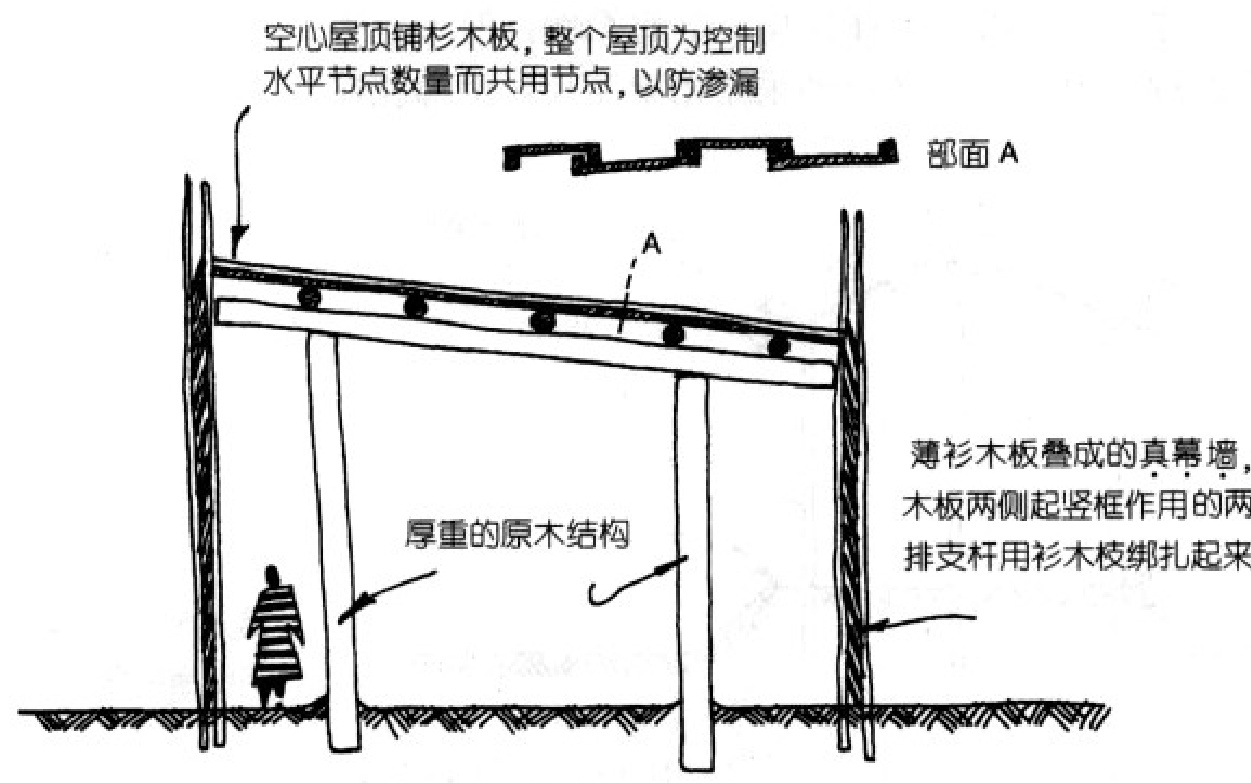 空心屋顶铺杉木板，整个屋顶为控制
水平节点数量而共用节点，以防渗漏
部面 A
A
薄衫木板叠成的真幕墙，
木板两侧起竖框作用的两
排支杆用衫木枝绑扎起来
厚重的原木结构